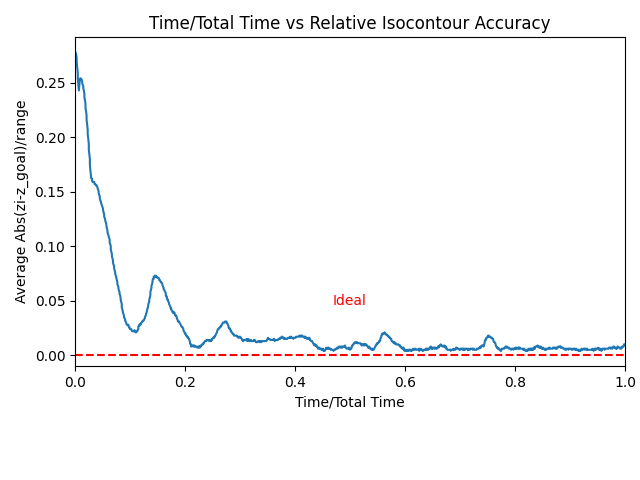 Time/Total Time vs Relative Isocontour Accuracy
Average Abs(zi-z_goal)/range
0.25
0.20
0.15
0.10
0.05
0.00
Ideal
0.0 0.2 0.4 0.6 0.8 1.0
Time/Total Time